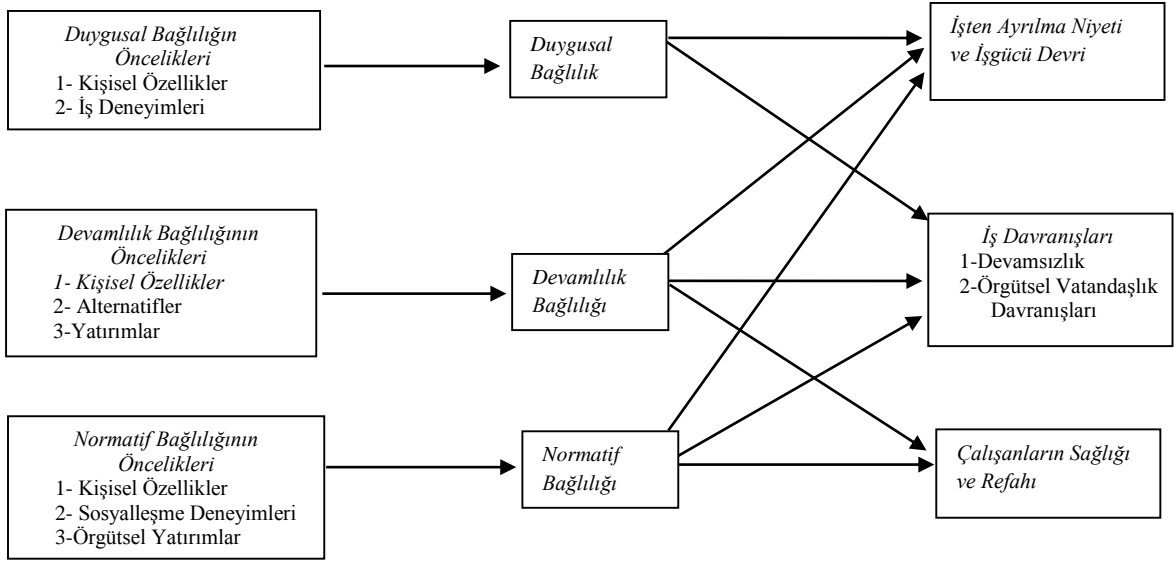 Duygusal Bağlılığın
Öncelikleri
1- Kişisel Özellikler
2- İş Deneyimleri
Duygusal
Bağlılık
İşten Ayrılma Niyeti
ve İşgücü Devri
Devamlılık Bağlılığının
Öncelikleri
1- Kişisel Özellikler
2- Alternatifler
3-Yatırımlar
Devamlılık
Bağlılığı
İş Davranışları
1-Devamsızlık
2-Örgütsel Vatandaşlık
Davranışları
Normatif Bağlılığının
Öncelikleri
1- Kişisel Özellikler
2- Sosyalleşme Deneyimleri
3-Örgütsel Yatırımlar
Normatif
Bağlılığı
Çalışanların Sağlığı
ve Refahı